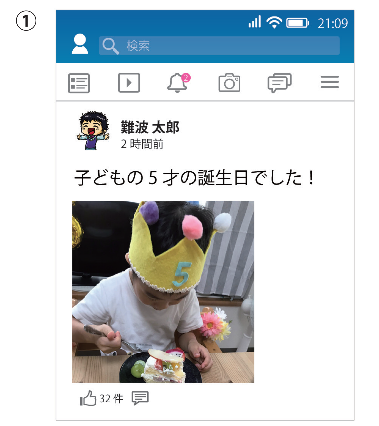 ①
21:09
検索
2
難波 太郎
2 時間前
子どもの 5 才の誕生日でした！
5
32 件